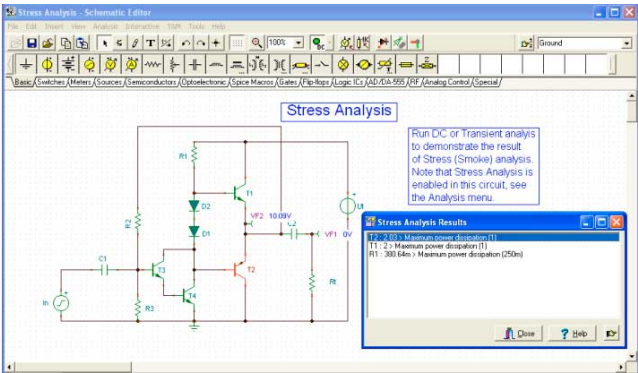 Stress Analysis - Schematic Editor
File Edit Insert View Analysis Interactive T&M Tools Help
100%
Ground
Basic Switches Meters Sources Semiconductors Optoelectronic Spice Macros Gates Flip-flops Logic ICs AD/DA-555 RF Analog Control Special
Stress Analysis
Run DC or Transient analyis
to demonstrate the result
of Stress (Smoke) analysis.
Note that Stress Analysis is
enabled in this circuit, see
the Analysis menu.
R1
T1
D2
U1
VF2 10.09V
R2
D1
C2
VF1 0V
C1
T3
T2
Rt
T4
R3
Stress Analysis Results
T2 : 2.03 > Maximum power dissipation (1)
T1 : 2 > Maximum power dissipation (1)
R1 : 380.64m > Maximum power dissipation (250m)
Close
? Help